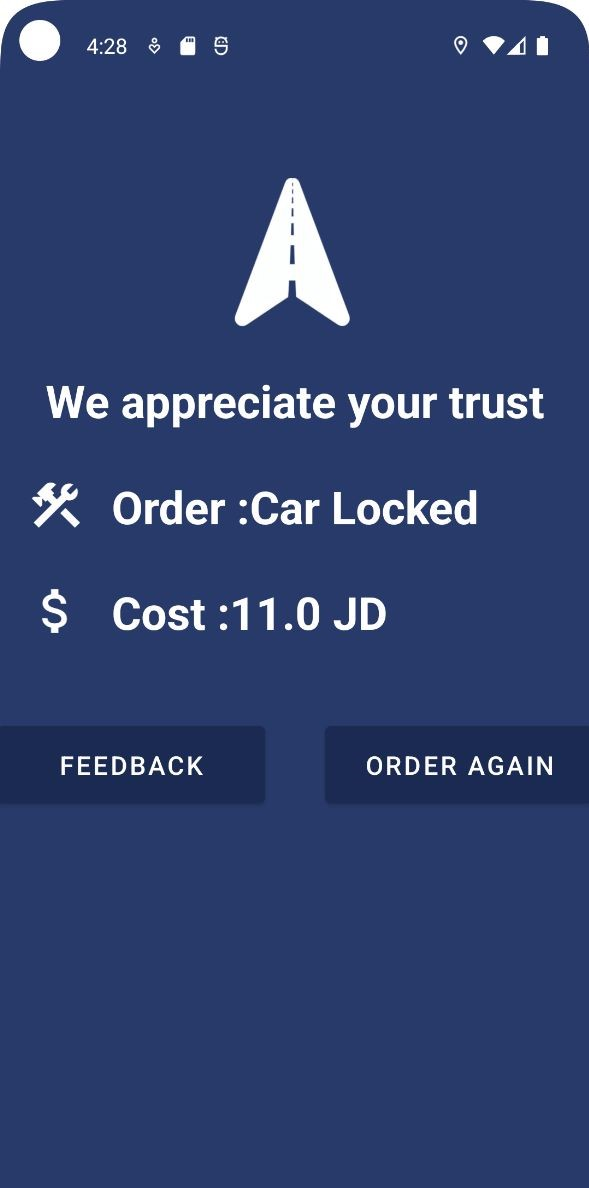 4:28
We appreciate your trust
Order :Car Locked
$ Cost :11.0 JD
FEEDBACK
ORDER AGAIN